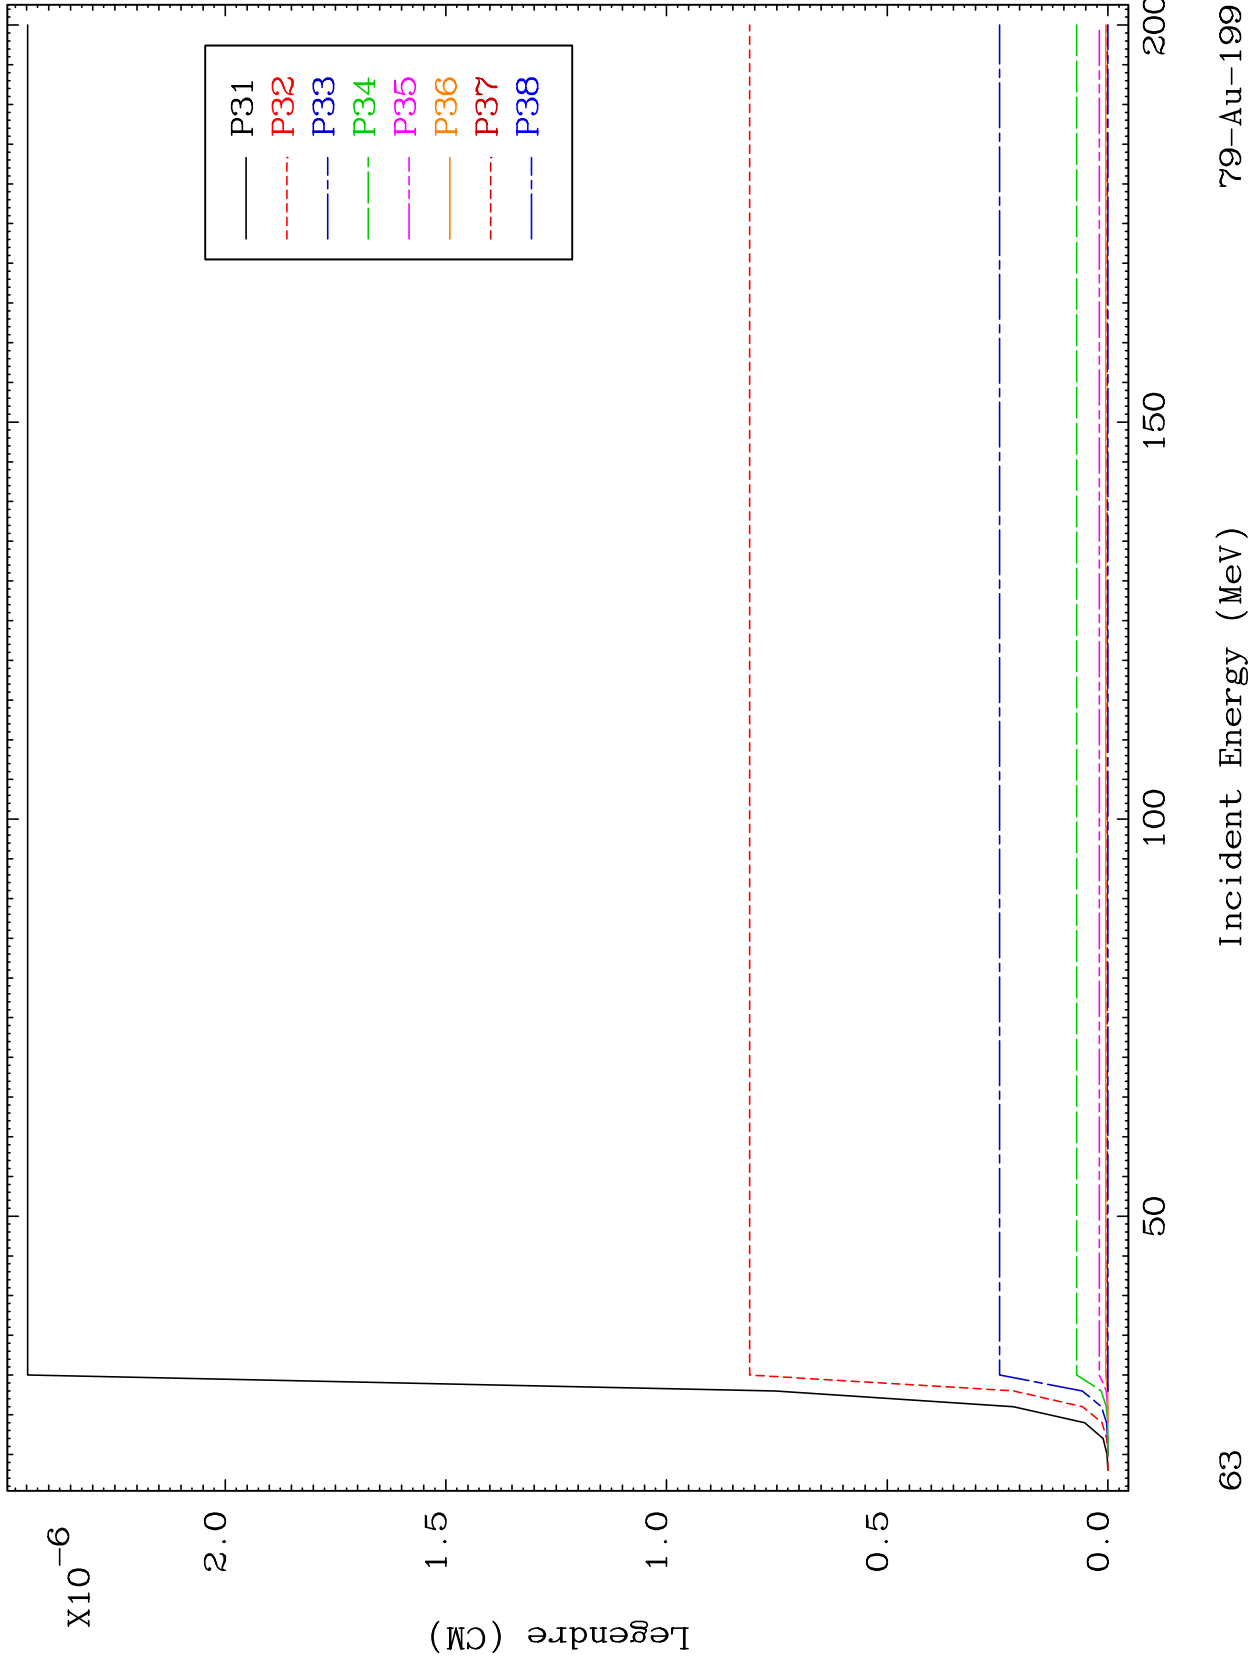 X10-6
Legendre (CM)
2.0
1.5
1.0
0.5
0.0
P31
P32
P33
P34
P35
P36
P37
P38
50
100
150
200
63
Incident Energy (MeV)
79-Au-199